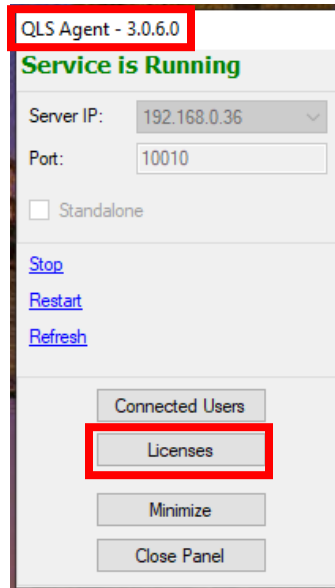 QLS Agent - 3.0.6.0
Service is Running
Server IP: 192.168.0.36
Port: 10010
Standalone
Stop
Restart
Refresh
Connected Users
Licenses
Minimize
Close Panel